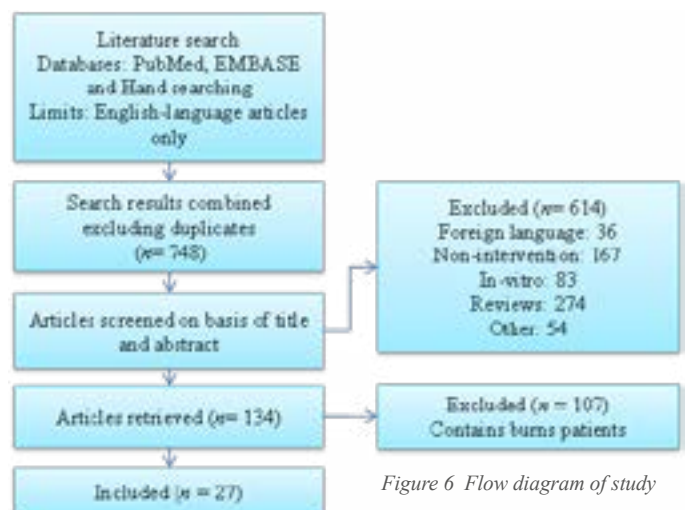 Literature search
Databases: PubMed, EMBASE
and Hand searching
Limits: English-language articles
only
Search results combined
excluding duplicates
(n= 748)
Articles screened on basis of title
and abstract
Excluded (n= 614)
Foreign language: 36
Non-intervention: 167
In-vitro: 83
Reviews: 274
Other: 54
Articles retrieved (n= 134)
Excluded (n = 107)
Contains burns patients
Included (n = 27)
Figure 6 Flow diagram of study